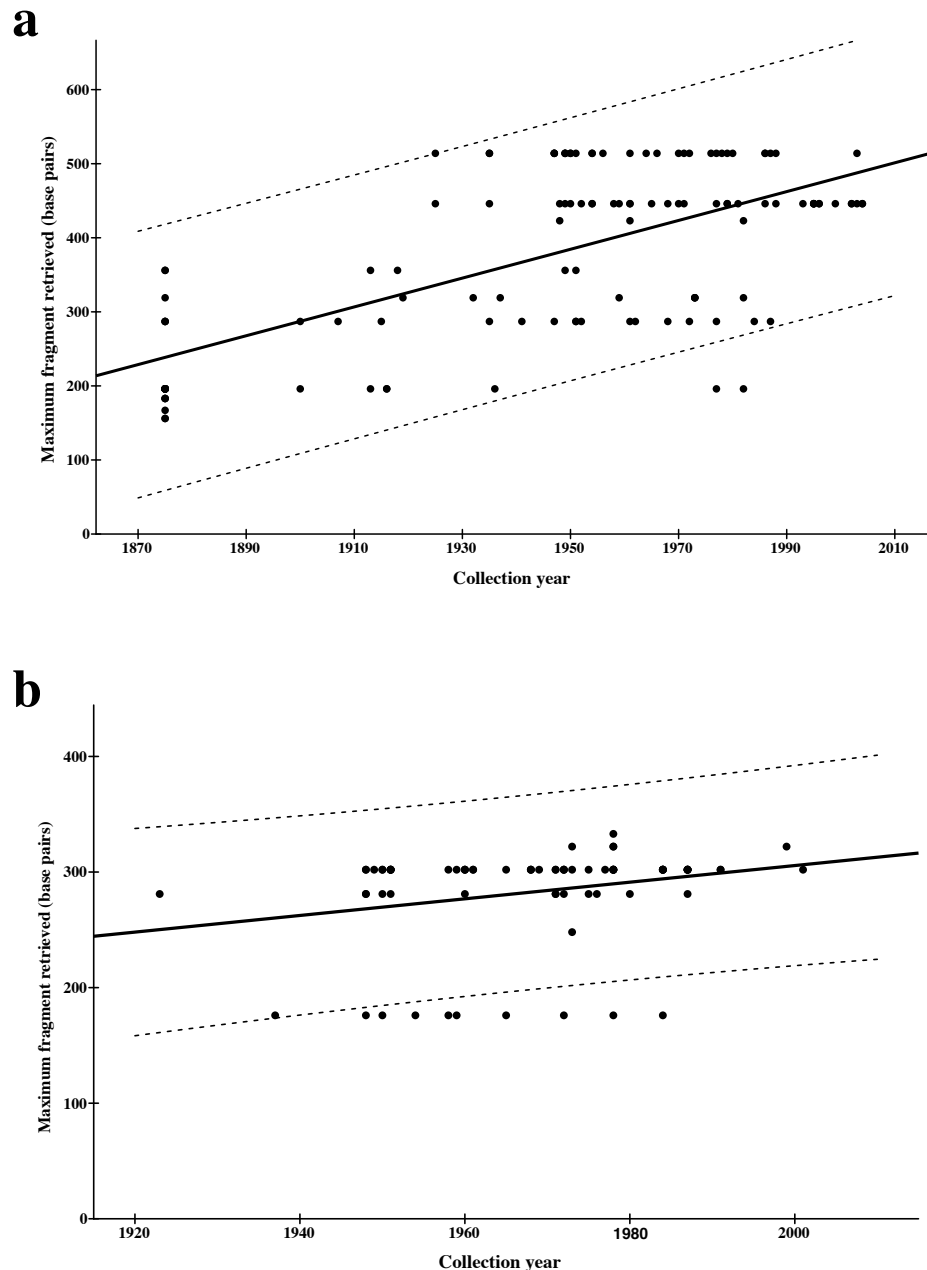 a
Maximum fragment retrieved (base pairs)
600
500
400
300
200
100
0
1870 1890 1910 1930 1950 1970 1990 2010
Collection year
b
Maximum fragment retrieved (base pairs)
400
300
200
100
0
1920 1940 1960 1980 2000
Collection year